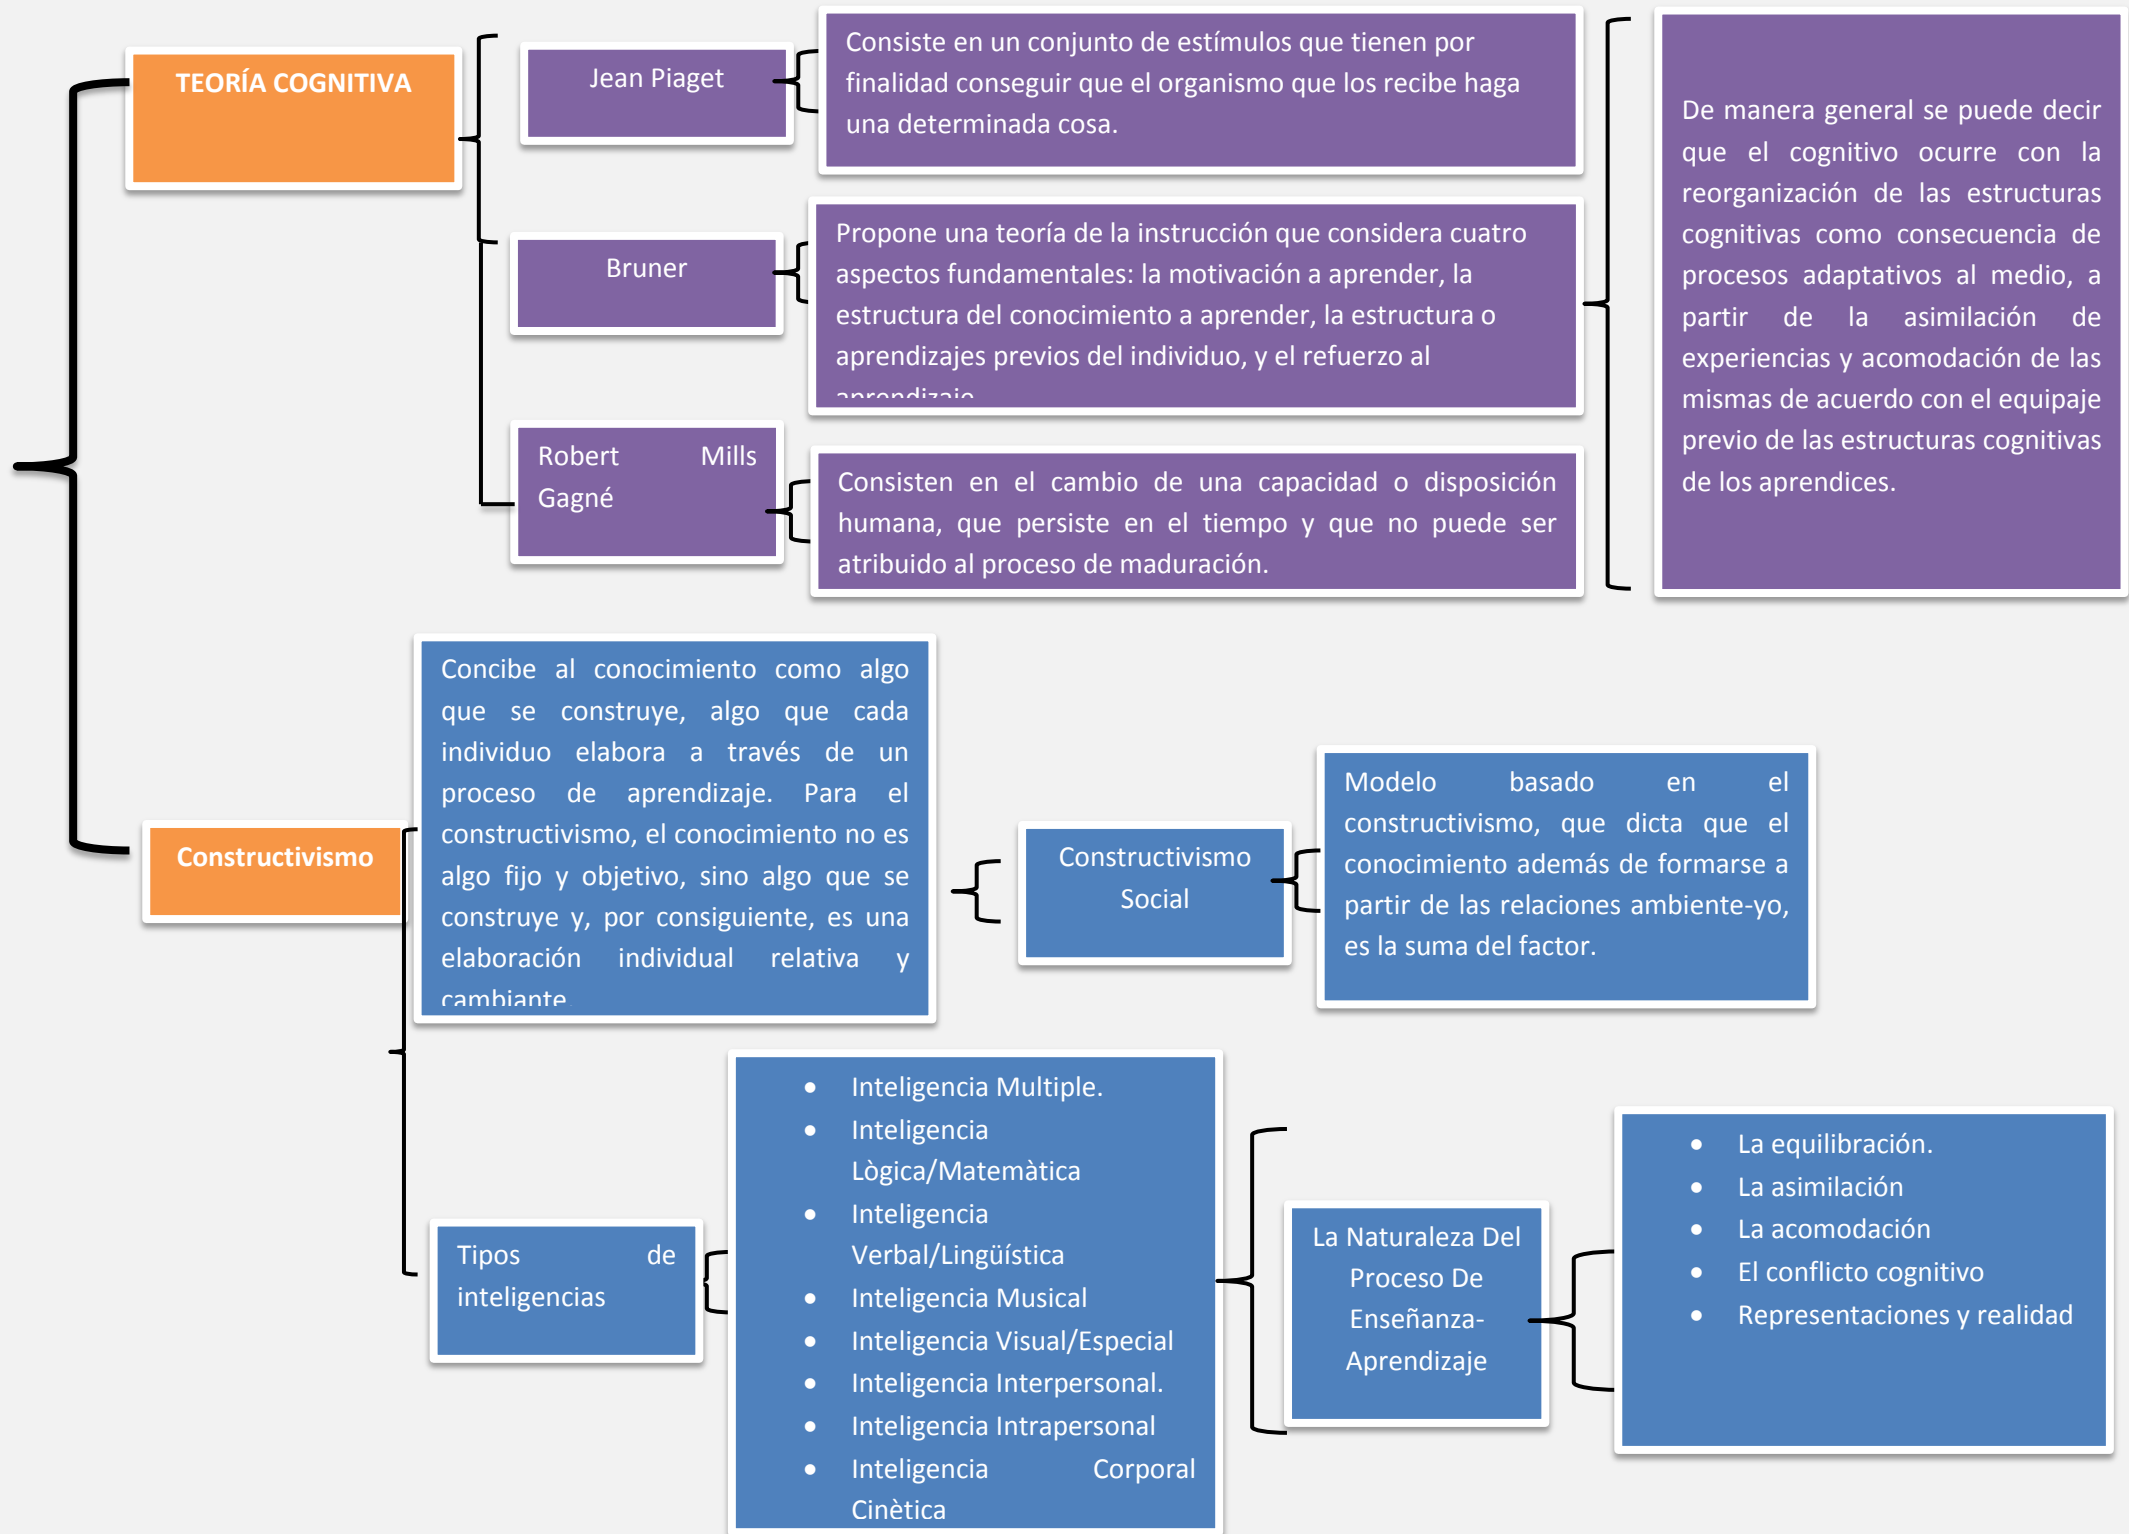 TEORÍA COGNITIVA
Jean Piaget
Consiste en un conjunto de estímulos que tienen por
finalidad conseguir que el organismo que los recibe haga
una determinada cosa.
Bruner
Propone una teoría de la instrucción que considera cuatro
aspectos fundamentales: la motivación a aprender, la
estructura del conocimiento a aprender, la estructura o
aprendizajes previos del individuo, y el refuerzo al
aprendizaje.
Robert Mills
Gagné
Consisten en el cambio de una capacidad o disposición
humana, que persiste en el tiempo y que no puede ser
atribuido al proceso de maduración.
De manera general se puede decir
que el cognitivo ocurre con la
reorganización de las estructuras
cognitivas como consecuencia de
procesos adaptativos al medio, a
partir de la asimilación de
experiencias y acomodación de las
mismas de acuerdo con el equipaje
previo de las estructuras cognitivas
de los aprendices.
Constructivismo
Concibe al conocimiento como algo
que se construye, algo que cada
individuo elabora a través de un
proceso de aprendizaje. Para el
constructivismo, el conocimiento no es
algo fijo y objetivo, sino algo que se
construye y, por consiguiente, es una
elaboración individual relativa y
cambiante.
Constructivismo
Social
Modelo basado en el
constructivismo, que dicta que el
conocimiento además de formarse a
partir de las relaciones ambiente-yo,
es la suma del factor.
Tipos de
inteligencias
• Inteligencia Multiple.
• Inteligencia
Lògica/Matemàtica
• Inteligencia
Verbal/Lingüística
• Inteligencia Musical
• Inteligencia Visual/Especial
• Inteligencia Interpersonal.
• Inteligencia Intrapersonal
• Inteligencia Corporal
Cinètica
La Naturaleza Del
Proceso De
Enseñanza-
Aprendizaje
• La equilibración.
• La asimilación
• La acomodación
• El conflicto cognitivo
• Representaciones y realidad